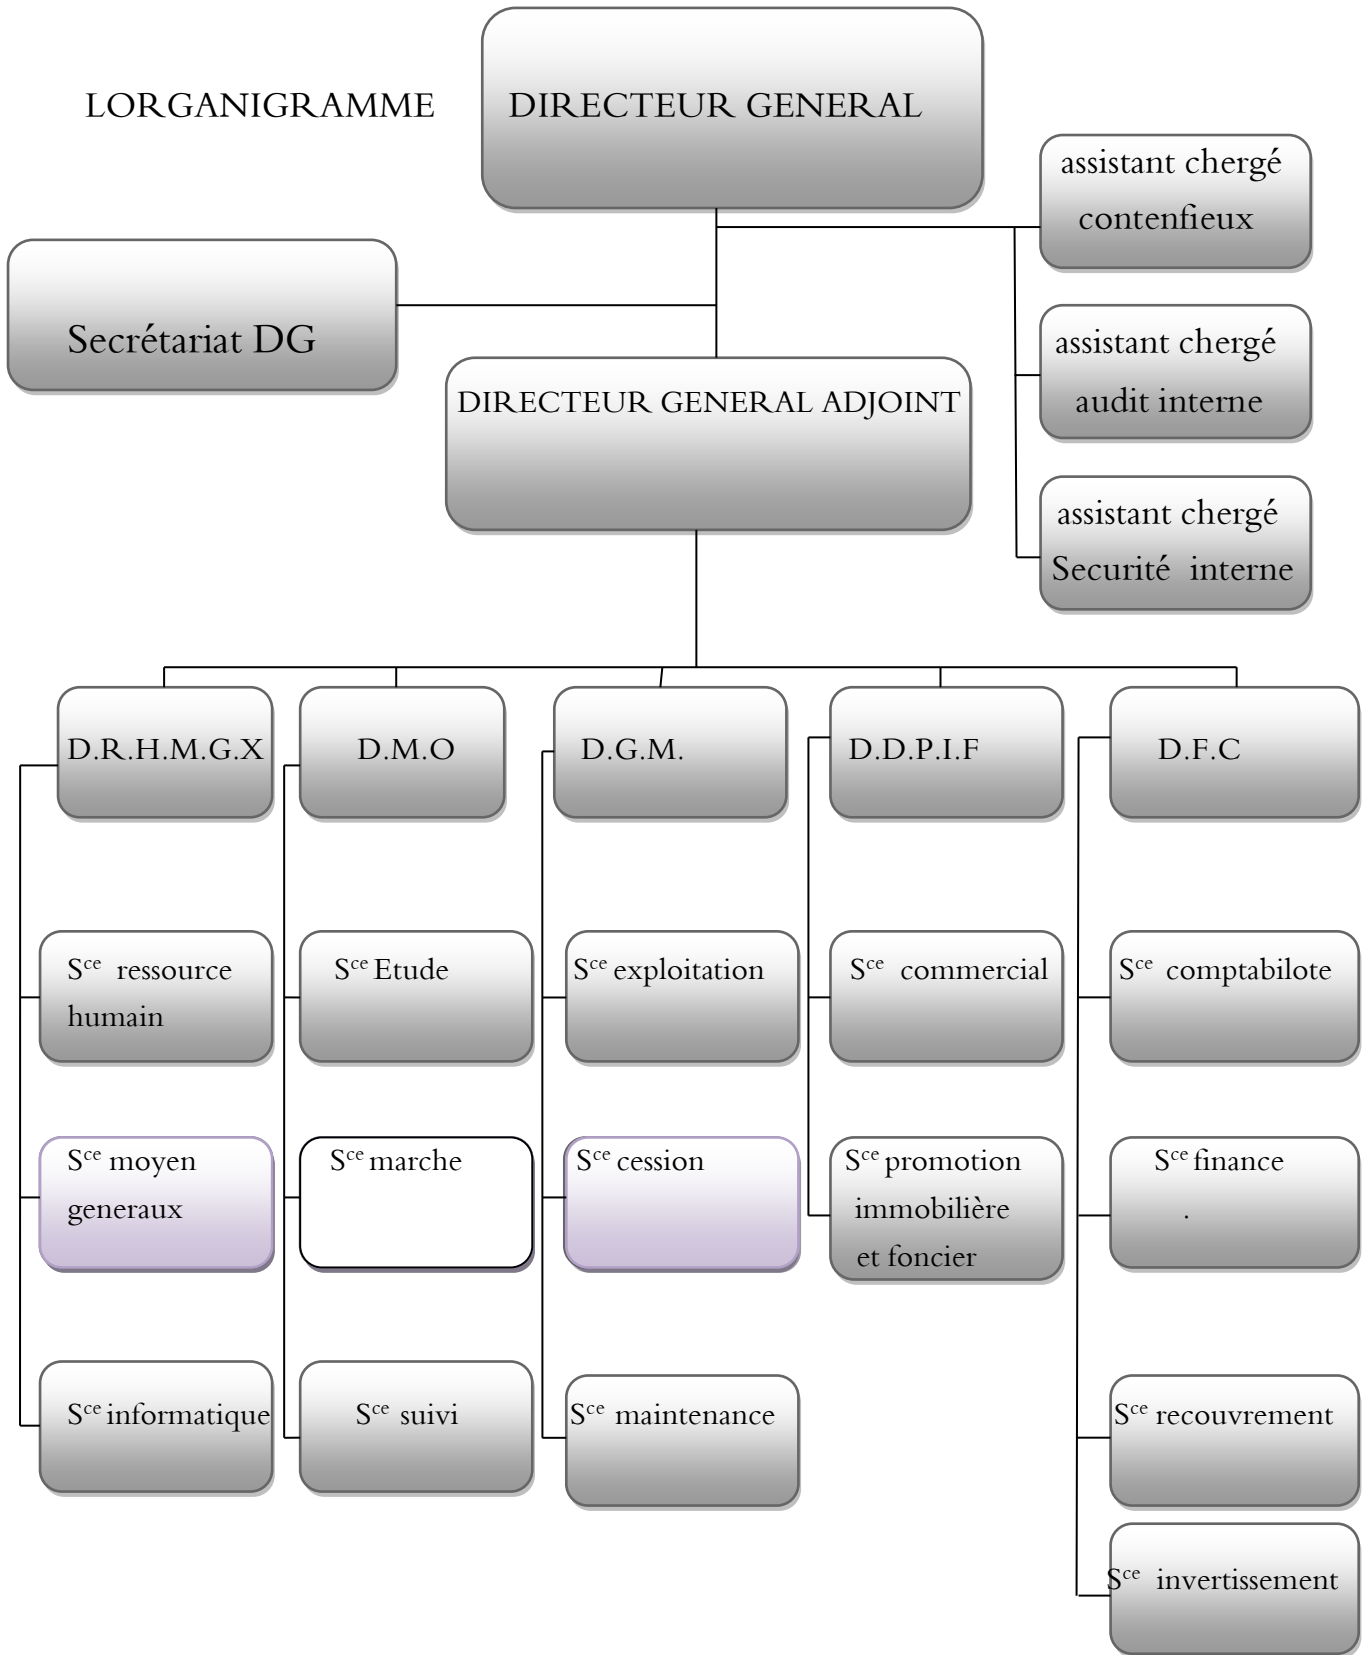 LORGANIGRAMME
DIRECTEUR GENERAL
assistant chergé
contenfieux
Secrétariat DG
assistant chergé
audit interne
DIRECTEUR GENERAL ADJOINT
assistant chergé
Securité interne
D.R.H.M.G.X
D.M.O
D.G.M.
D.D.P.I.F
D.F.C
Sce ressource
humain
Sce Etude
Sce exploitation
Sce commercial
Sce comptabilote
Sce moyen
generaux
Sce marche
Sce cession
Sce promotion
immobilière
et foncier
Sce finance
.
Sce informatique
Sce suivi
Sce maintenance
Sce recouvrement
Sce invertissement